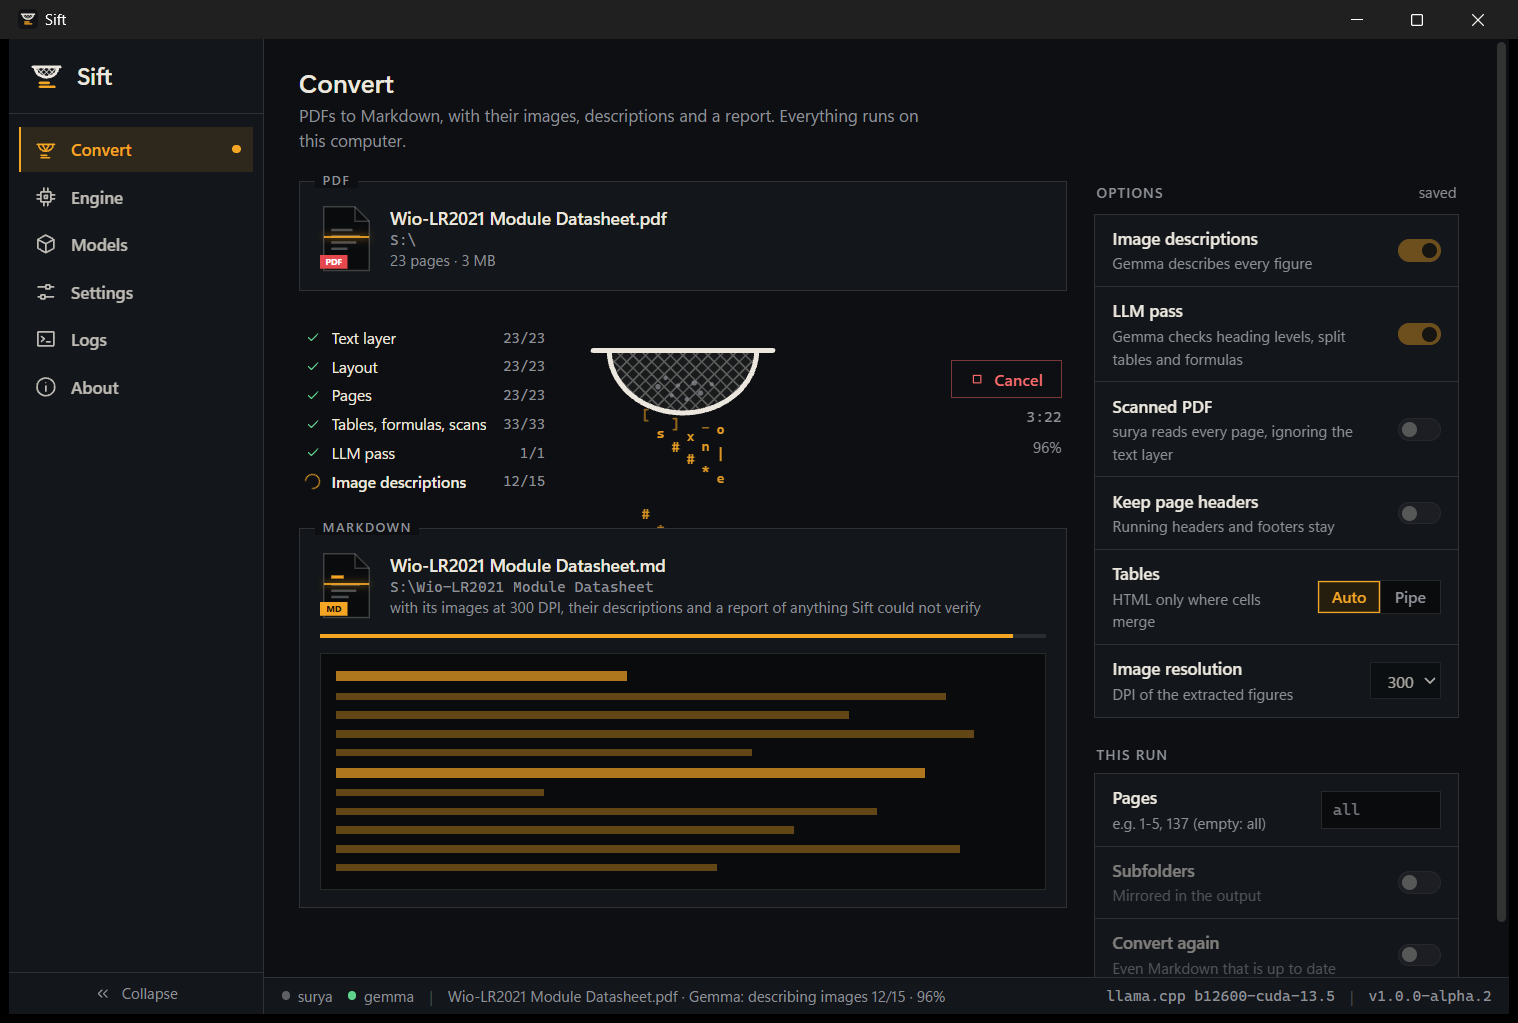 Sift
Sift
Convert
Engine
Models
Settings
Logs
About
Collapse
Convert
PDFs to Markdown, with their images, descriptions and a report. Everything runs on
this computer.
PDF
PDF
Wio-LR2021 Module Datasheet.pdf
S:\
23 pages · 3 MB
Text layer 23/23
Layout 23/23
Pages 23/23
Tables, formulas, scans 33/33
LLM pass 1/1
Image descriptions 12/15
[ ] _ o
s # x n |
# * e
#
Cancel
3:22
96%
MARKDOWN
MD
Wio-LR2021 Module Datasheet.md
S:\Wio-LR2021 Module Datasheet
with its images at 300 DPI, their descriptions and a report of anything Sift could not verify
OPTIONS saved
Image descriptions
Gemma describes every figure
LLM pass
Gemma checks heading levels, split
tables and formulas
Scanned PDF
surya reads every page, ignoring the
text layer
Keep page headers
Running headers and footers stay
Tables
HTML only where cells
merge
Auto Pipe
Image resolution
DPI of the extracted figures
300
THIS RUN
Pages
e.g. 1-5, 137 (empty: all)
all
Subfolders
Mirrored in the output
Convert again
Even Markdown that is up to date
surya gemma | Wio-LR2021 Module Datasheet.pdf · Gemma: describing images 12/15 · 96%
llama.cpp b12600-cuda-13.5 | v1.0.0-alpha.2